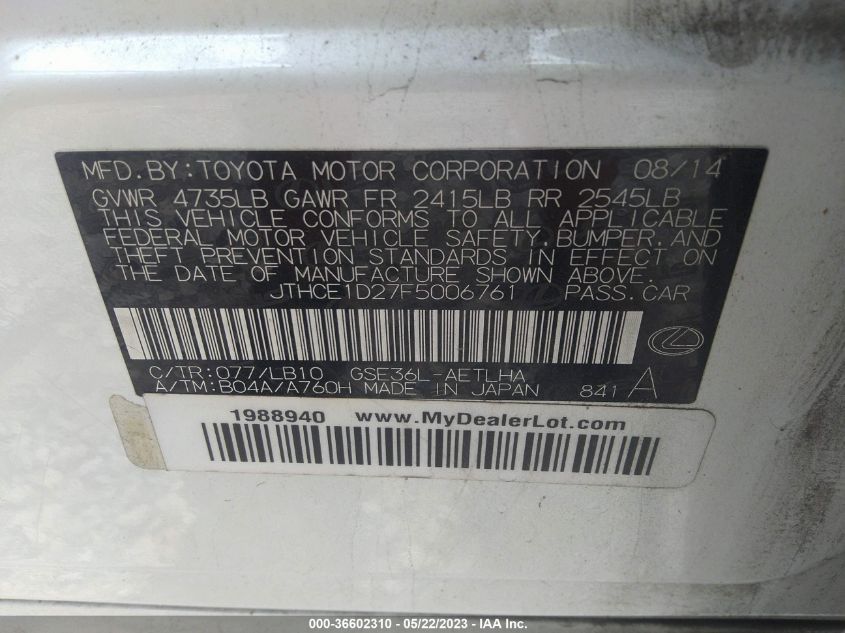 MFD.BY:TOYOTA MOTOR CORPORATION 08/14
GVWR 4735LB GAWR FR 2415LB RR 2545LB
THIS VEHICLE CONFORMS TO ALL APPLICABLE
FEDERAL MOTOR VEHICLE SAFETY,BUMPER,AND
THEFT PREVENTION STANDARDS IN EFFECT ON
THE DATE OF MANUFACTURE SHOWN ABOVE.
JTHCE1D27F5006761 PASS.CAR
C/TR:077/LB10 GSE36L-AETLHA
A/TM:B04A/A760H MADE IN JAPAN 841 A
1988940 www.MyDealerLot.com
000-36602310 - 05/22/2023 - IAA Inc.